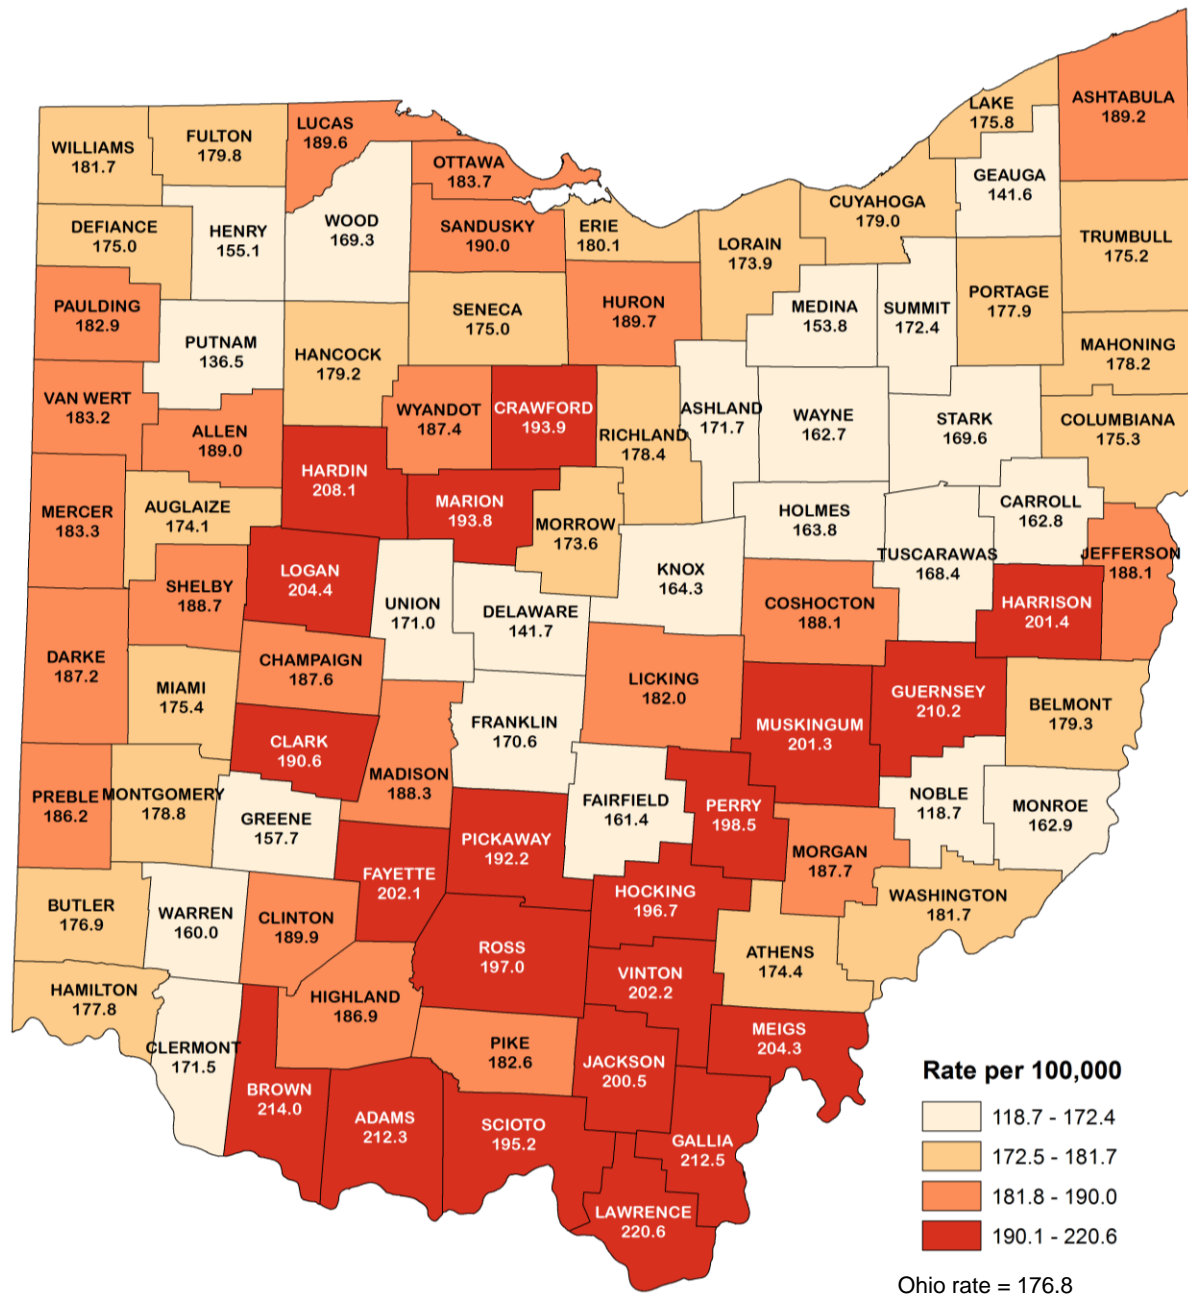 LAKE
175.8
ASHTABULA
189.2
WILLIAMS
181.7
FULTON
179.8
LUCAS
189.6
OTTAWA
183.7
GEAUGA
141.6
DEFIANCE
175.0
HENRY
155.1
WOOD
169.3
SANDUSKY
190.0
ERIE
180.1
LORAIN
173.9
CUYAHOGA
179.0
TRUMBULL
175.2
PAULDING
182.9
PUTNAM
136.5
HANCOCK
179.2
SENECA
175.0
HURON
189.7
MEDINA
153.8
SUMMIT
172.4
PORTAGE
177.9
MAHONING
178.2
VAN WERT
183.2
ALLEN
189.0
WYANDOT
187.4
CRAWFORD
193.9
RICHLAND
178.4
ASHLAND
171.7
WAYNE
162.7
STARK
169.6
COLUMBIANA
175.3
HARDIN
208.1
MERCER
183.3
AUGLAIZE
174.1
MARION
193.8
MORROW
173.6
HOLMES
163.8
CARROLL
162.8
TUSCARAWAS
168.4
JEFFERSON
188.1
SHELBY
188.7
LOGAN
204.4
UNION
171.0
DELAWARE
141.7
KNOX
164.3
COSHOCTON
188.1
HARRISON
201.4
DARKE
187.2
MIAMI
175.4
CHAMPAIGN
187.6
LICKING
182.0
GUERNSEY
210.2
BELMONT
179.3
CLARK
190.6
FRANKLIN
170.6
MUSKINGUM
201.3
PREBLE
186.2
MONTGOMERY
178.8
GREENE
157.7
MADISON
188.3
FAIRFIELD
161.4
PERRY
198.5
NOBLE
118.7
MONROE
162.9
PICKAWAY
192.2
FAYETTE
202.1
MORGAN
187.7
HOCKING
196.7
WASHINGTON
181.7
BUTLER
176.9
WARREN
160.0
CLINTON
189.9
ROSS
197.0
ATHENS
174.4
VINTON
202.2
HAMILTON
177.8
HIGHLAND
186.9
CLERMONT
171.5
PIKE
182.6
JACKSON
200.5
MEIGS
204.3
BROWN
214.0
ADAMS
212.3
SCIOTO
195.2
GALLIA
212.5
LAWRENCE
220.6
Rate per 100,000
118.7 - 172.4
172.5 - 181.7
181.8 - 190.0
190.1 - 220.6
Ohio rate = 176.8